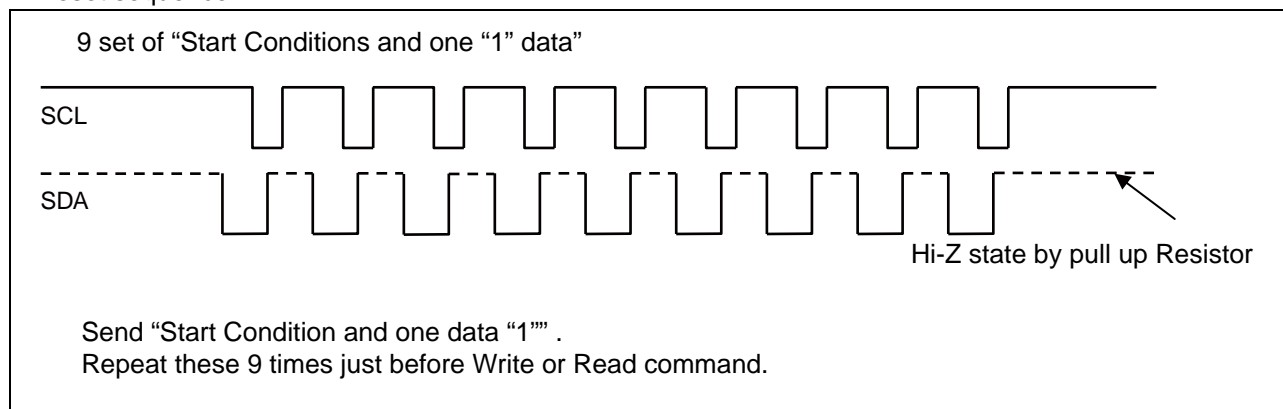 9 set of “Start Conditions and one “1” data”
SCL
SDA
Hi-Z state by pull up Resistor
Send “Start Condition and one data “1”” .
Repeat these 9 times just before Write or Read command.